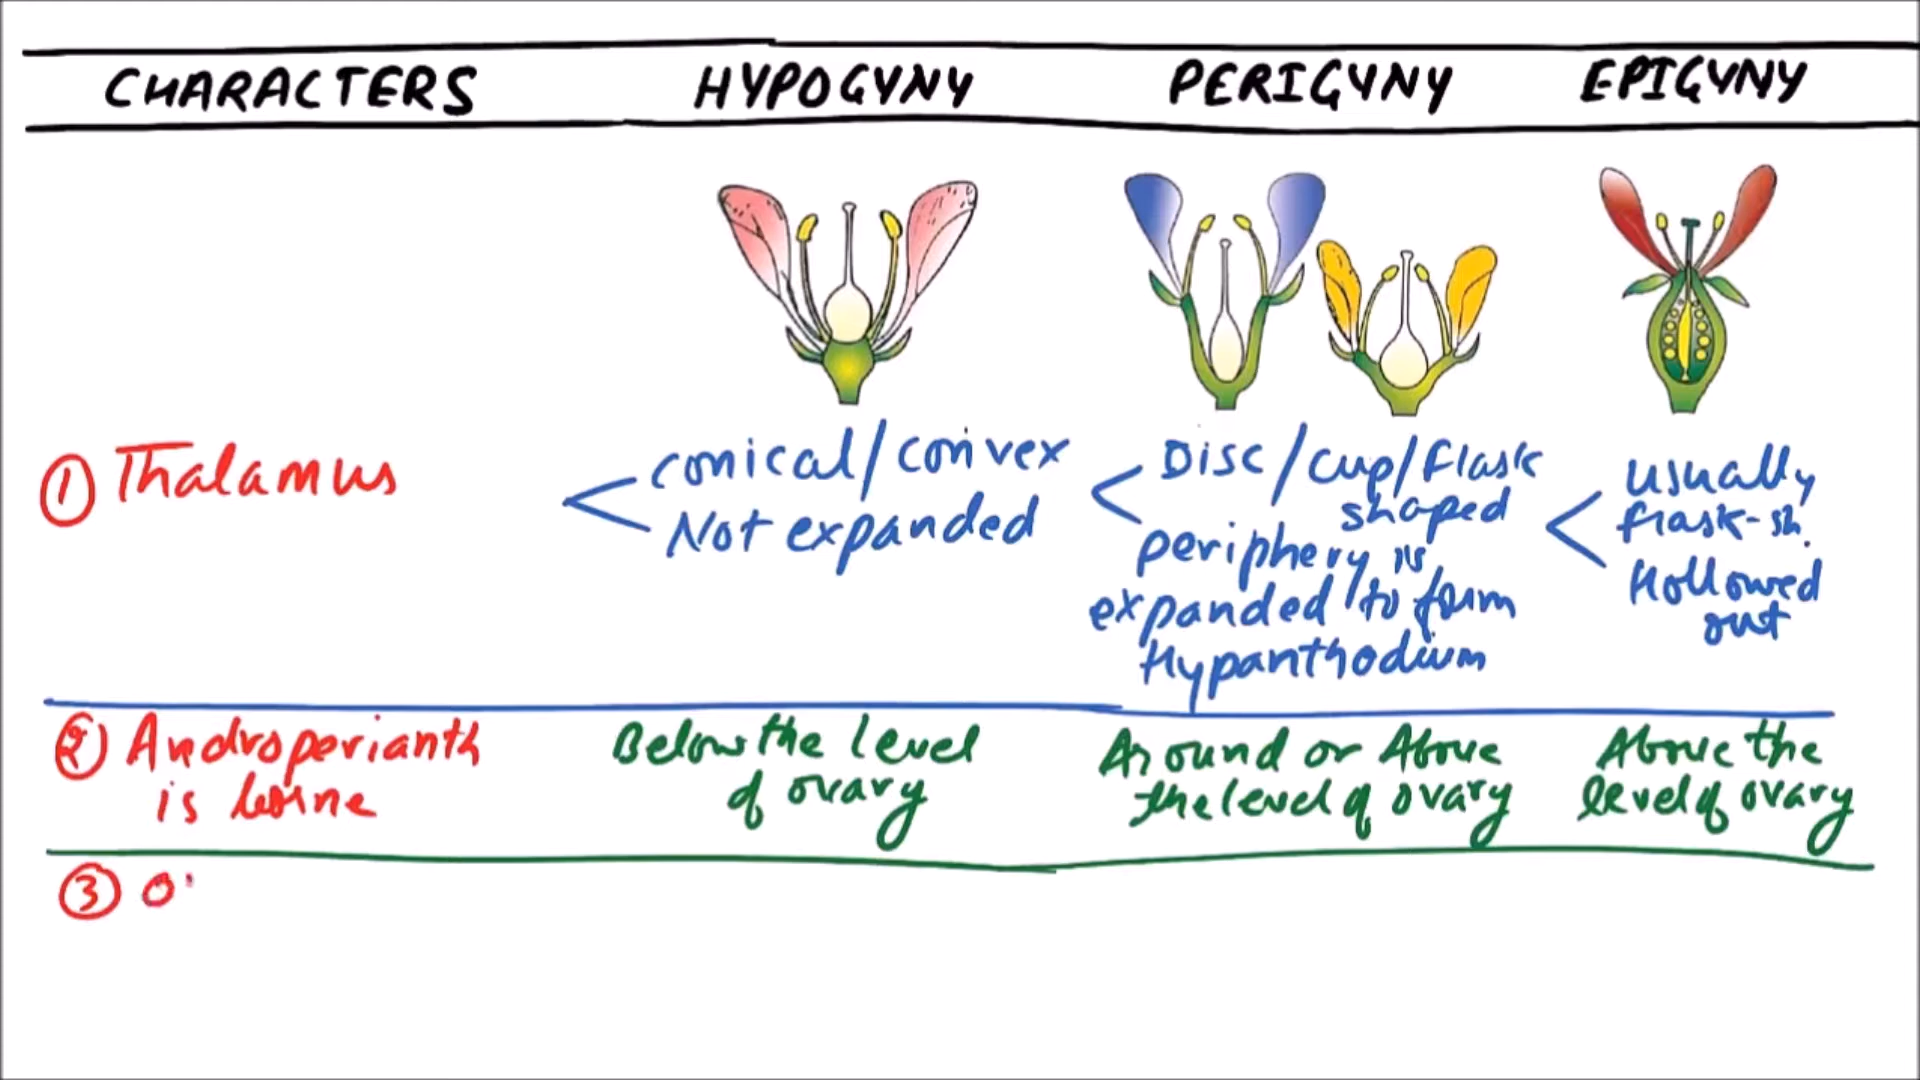 CHARACTERS HYPOGYNY PERIGYNY EPIGYNY
① Thalamus
conical/convex
Not expanded
Disc/cup/flask
shaped
periphery is
expanded to form
Hypanthodium
usually
flask-sh.
Hollowed
out
② Androperianth
is borne
Below the level
of ovary
Around or Above
the level of ovary
Above the
level of ovary
③ O